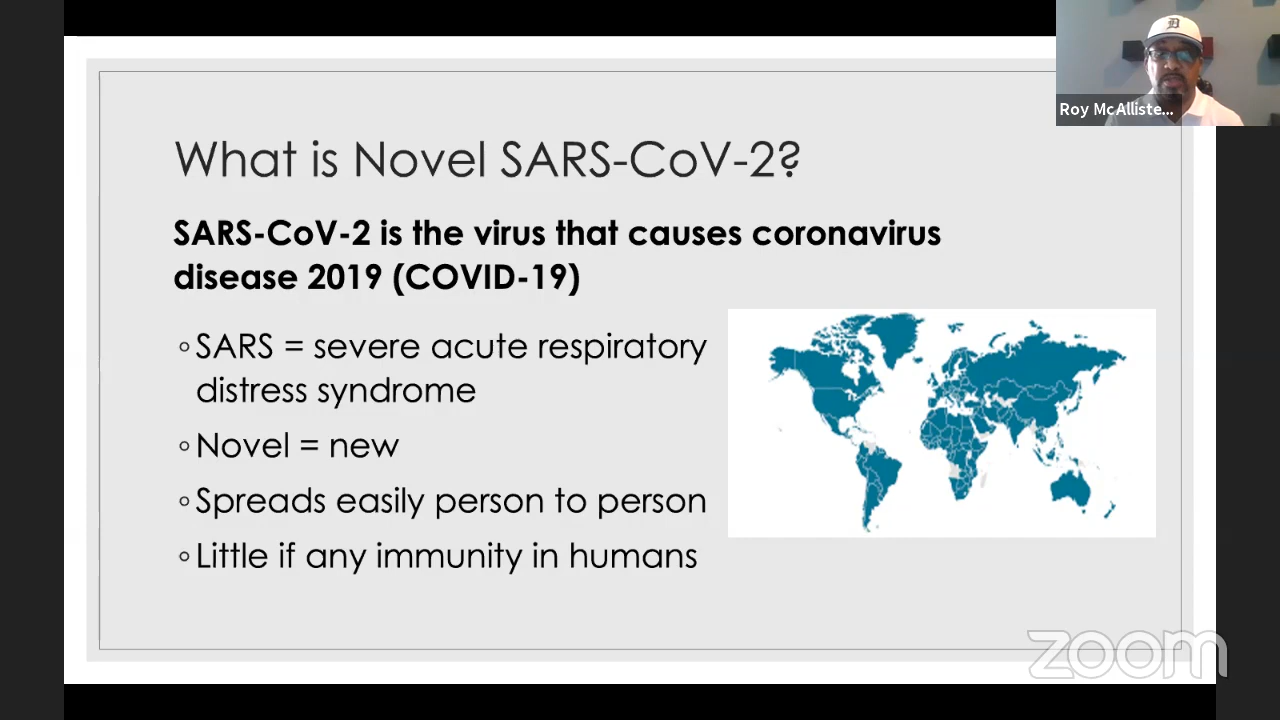 What is Novel SARS-CoV-2?
SARS-CoV-2 is the virus that causes coronavirus
disease 2019 (COVID-19)
◦SARS = severe acute respiratory
distress syndrome
◦Novel = new
◦Spreads easily person to person
◦Little if any immunity in humans
D
Roy McAlliste...
zoom